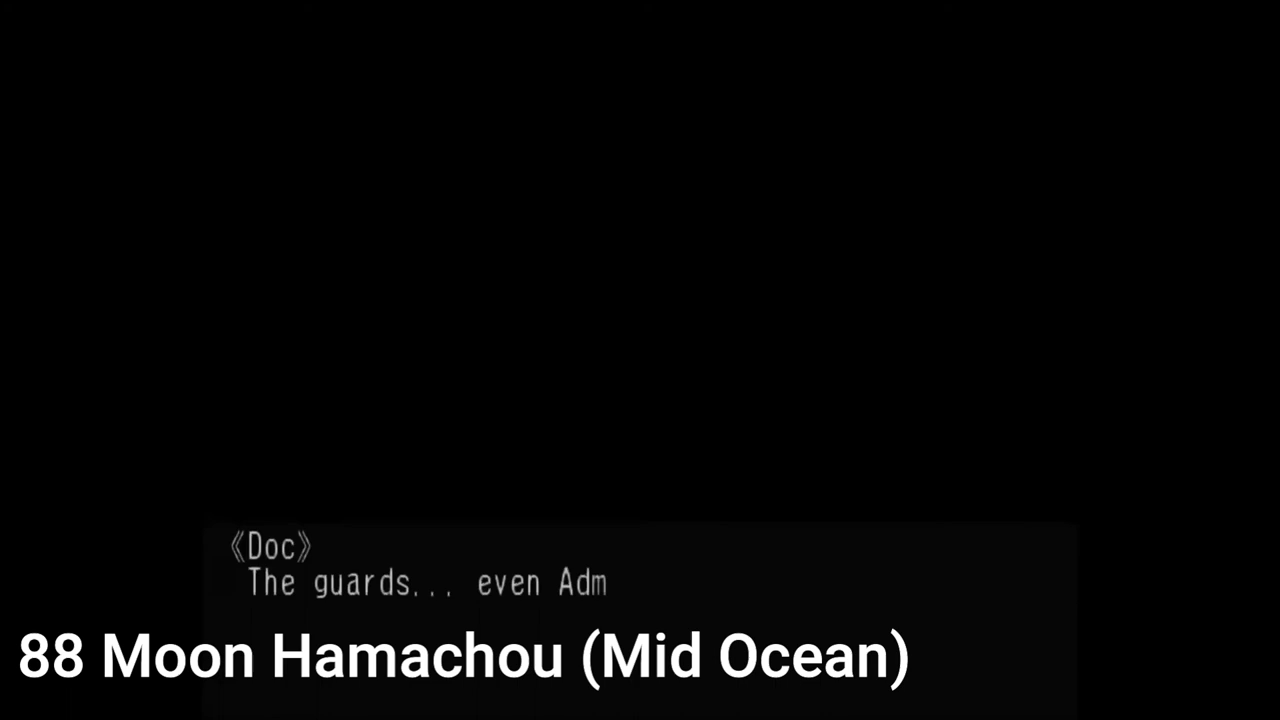 《Doc》
The guards... even Adm
88 Moon Hamachou (Mid Ocean)